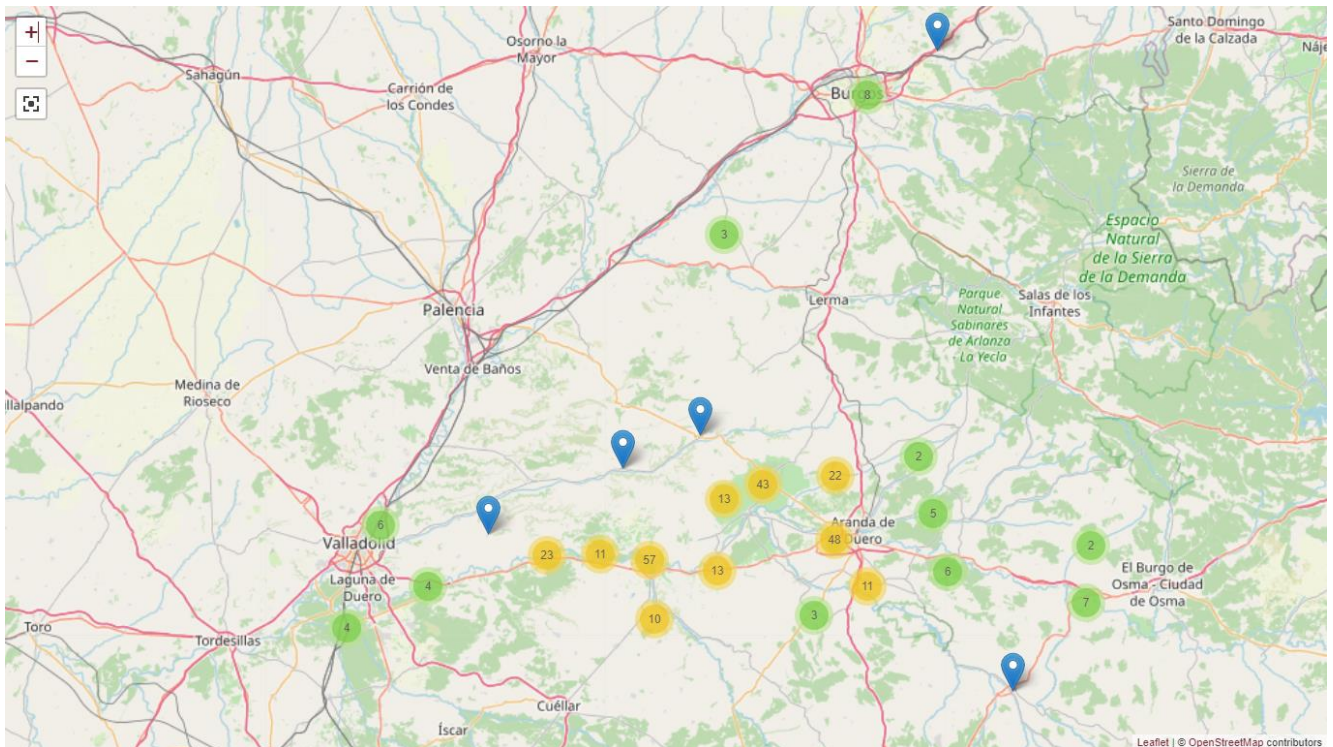 +
−
Santo Domingo
de la Calzada
Osorno la
Mayor
Sahagún
Carrión de
los Condes
Burgos
8
Sierra de
la Demanda
Espacio
Natural
de la Sierra
de la Demanda
3
Parque
Natural
Sabinares
de Arlanza
- La Yecla
Salas de los
Infantes
Lerma
Palencia
Venta de Baños
Medina de
Rioseco
2
22
43
13
5
6
Valladolid
Aranda de
Duero
48
2
23
11
57
13
6
El Burgo de
Osma - Ciudad
de Osma
Laguna de
Duero
4
11
7
10
3
4
Toro
Tordesillas
Cuéllar
Íscar
Leaflet | © OpenStreetMap contributors